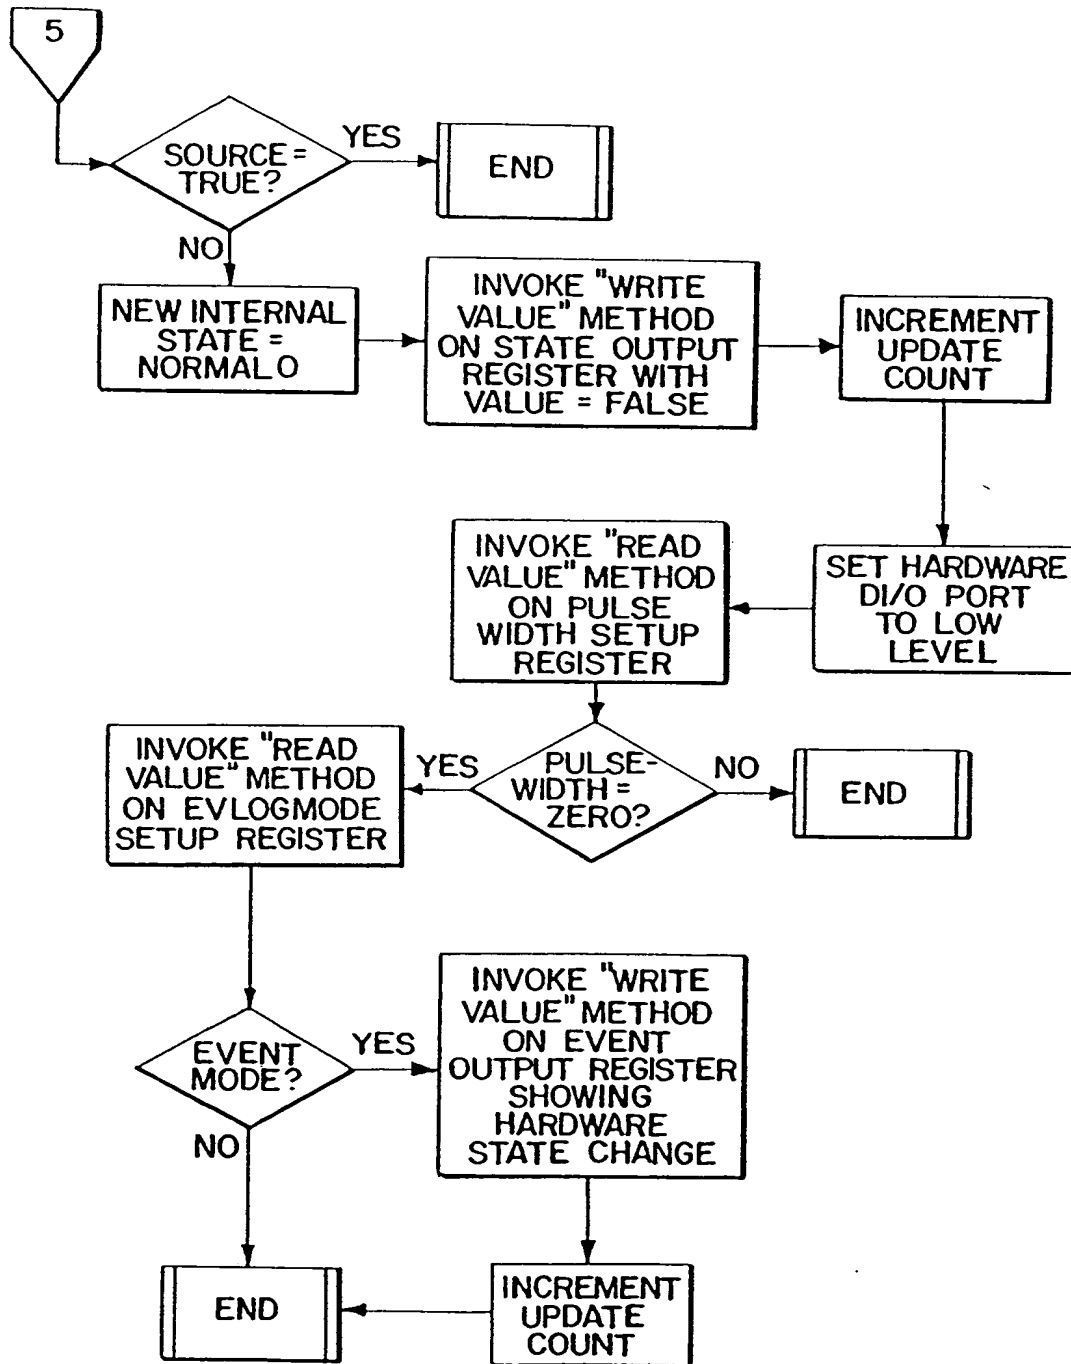 5
SOURCE =
TRUE?
YES
END
NO
NEW INTERNAL
STATE =
NORMAL 0
INVOKE "WRITE
VALUE" METHOD
ON STATE OUTPUT
REGISTER WITH
VALUE = FALSE
INCREMENT
UPDATE
COUNT
SET HARDWARE
DI/O PORT
TO LOW
LEVEL
INVOKE "READ
VALUE" METHOD
ON PULSE
WIDTH SETUP
REGISTER
PULSE-
WIDTH =
ZERO?
NO
END
YES
INVOKE "READ
VALUE" METHOD
ON EVLOGMODE
SETUP REGISTER
EVENT
MODE?
YES
INVOKE "WRITE
VALUE" METHOD
ON EVENT
OUTPUT REGISTER
SHOWING
HARDWARE
STATE CHANGE
NO
INCREMENT
UPDATE
COUNT
END